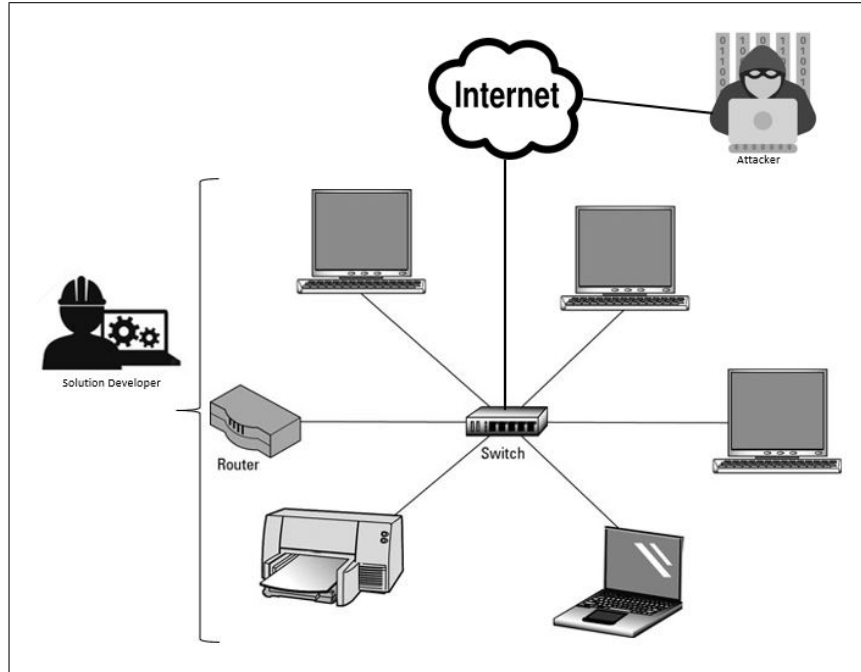 Internet
Attacker
Solution Developer
Router
Switch